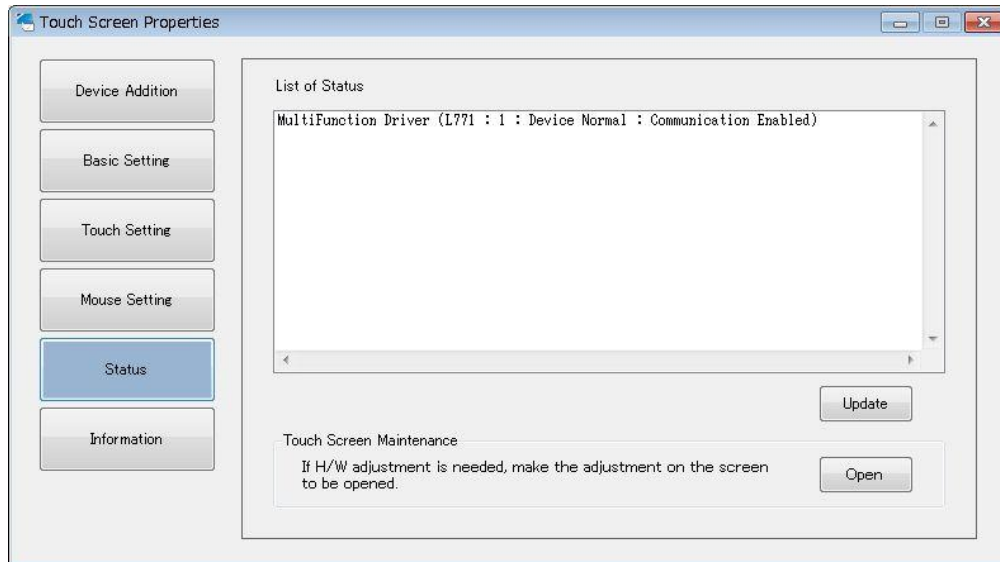 Touch Screen Properties
Device Addition
Basic Setting
Touch Setting
Mouse Setting
Status
Information
List of Status
MultiFunction Driver (L771 : 1 : Device Normal : Communication Enabled)
Update
Touch Screen Maintenance
If H/W adjustment is needed, make the adjustment on the screen
to be opened.
Open